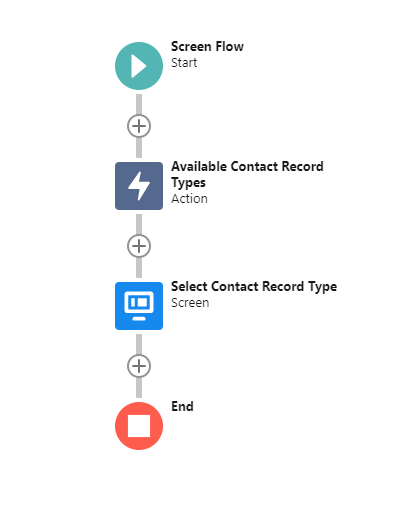 Screen Flow
Start
Available Contact Record
Types
Action
Select Contact Record Type
Screen
End